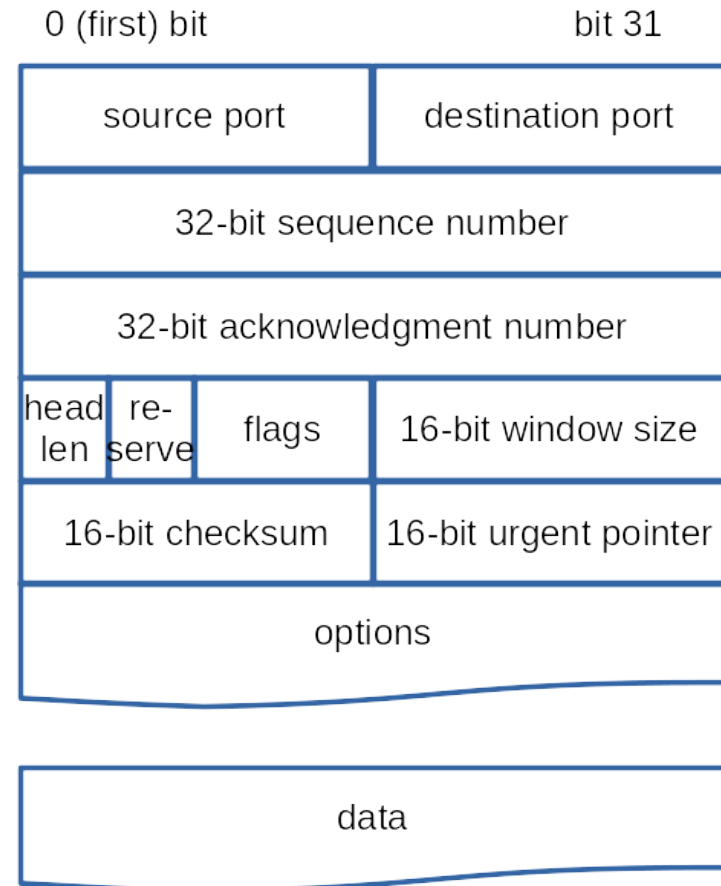 0 (first) bit bit 31
source port destination port
32-bit sequence number
32-bit acknowledgment number
head
len
re-
serve
flags
16-bit window size
16-bit checksum 16-bit urgent pointer
options
data